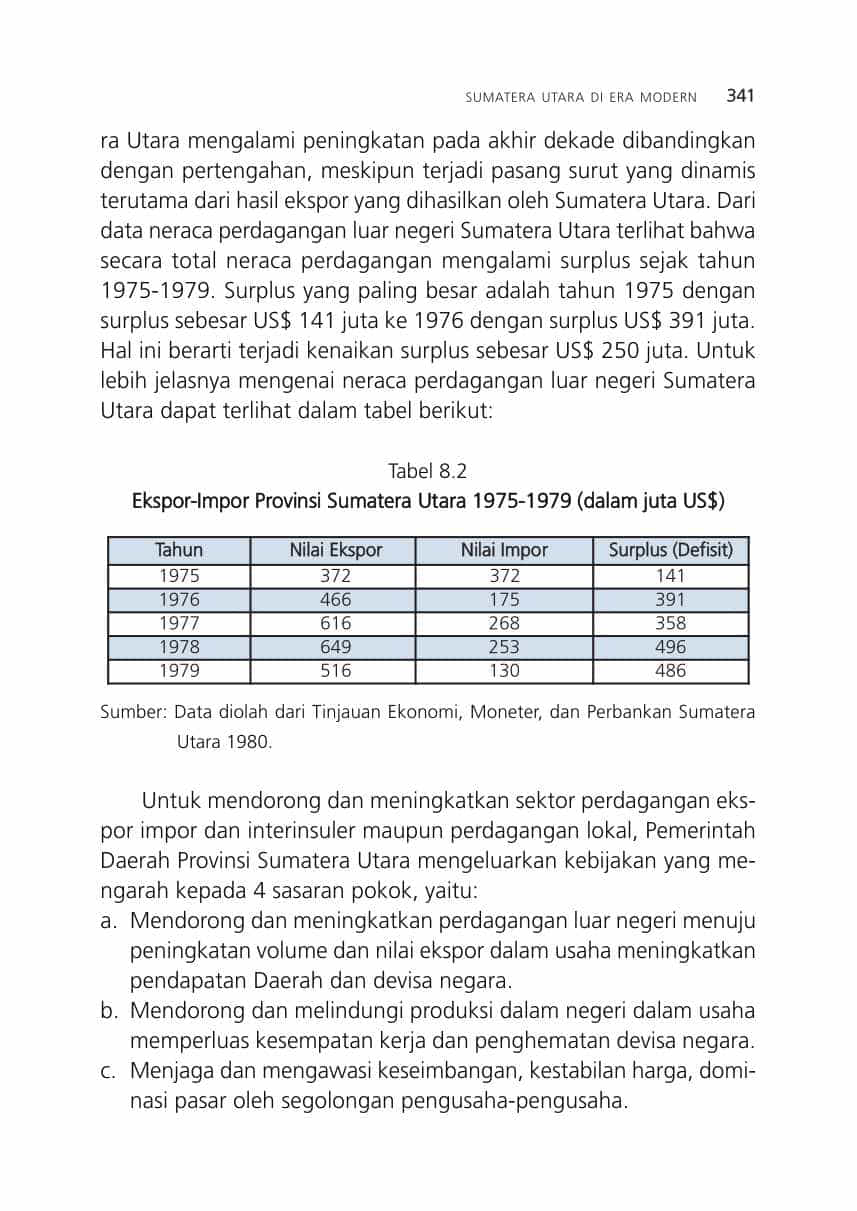 SUMATERA UTARA DI ERA MODERN 341
ra Utara mengalami peningkatan pada akhir dekade dibandingkan
dengan pertengahan, meskipun terjadi pasang surut yang dinamis
terutama dari hasil ekspor yang dihasilkan oleh Sumatera Utara. Dari
data neraca perdagangan luar negeri Sumatera Utara terlihat bahwa
secara total neraca perdagangan mengalami surplus sejak tahun
1975-1979. Surplus yang paling besar adalah tahun 1975 dengan
surplus sebesar US$ 141 juta ke 1976 dengan surplus US$ 391 juta.
Hal ini berarti terjadi kenaikan surplus sebesar US$ 250 juta. Untuk
lebih jelasnya mengenai neraca perdagangan luar negeri Sumatera
Utara dapat terlihat dalam tabel berikut:
Tabel 8.2
Ekspor-Impor Provinsi Sumatera Utara 1975-1979 (dalam juta US$)
Tahun Nilai Ekspor Nilai Impor Surplus (Defisit)
1975 372 372 141
1976 466 175 391
1977 616 268 358
1978 649 253 496
1979 516 130 486
Sumber: Data diolah dari Tinjauan Ekonomi, Moneter, dan Perbankan Sumatera
Utara 1980.
Untuk mendorong dan meningkatkan sektor perdagangan eks-
por impor dan interinsuler maupun perdagangan lokal, Pemerintah
Daerah Provinsi Sumatera Utara mengeluarkan kebijakan yang me-
ngarah kepada 4 sasaran pokok, yaitu:
a. Mendorong dan meningkatkan perdagangan luar negeri menuju
peningkatan volume dan nilai ekspor dalam usaha meningkatkan
pendapatan Daerah dan devisa negara.
b. Mendorong dan melindungi produksi dalam negeri dalam usaha
memperluas kesempatan kerja dan penghematan devisa negara.
c. Menjaga dan mengawasi keseimbangan, kestabilan harga, domi-
nasi pasar oleh segolongan pengusaha-pengusaha.